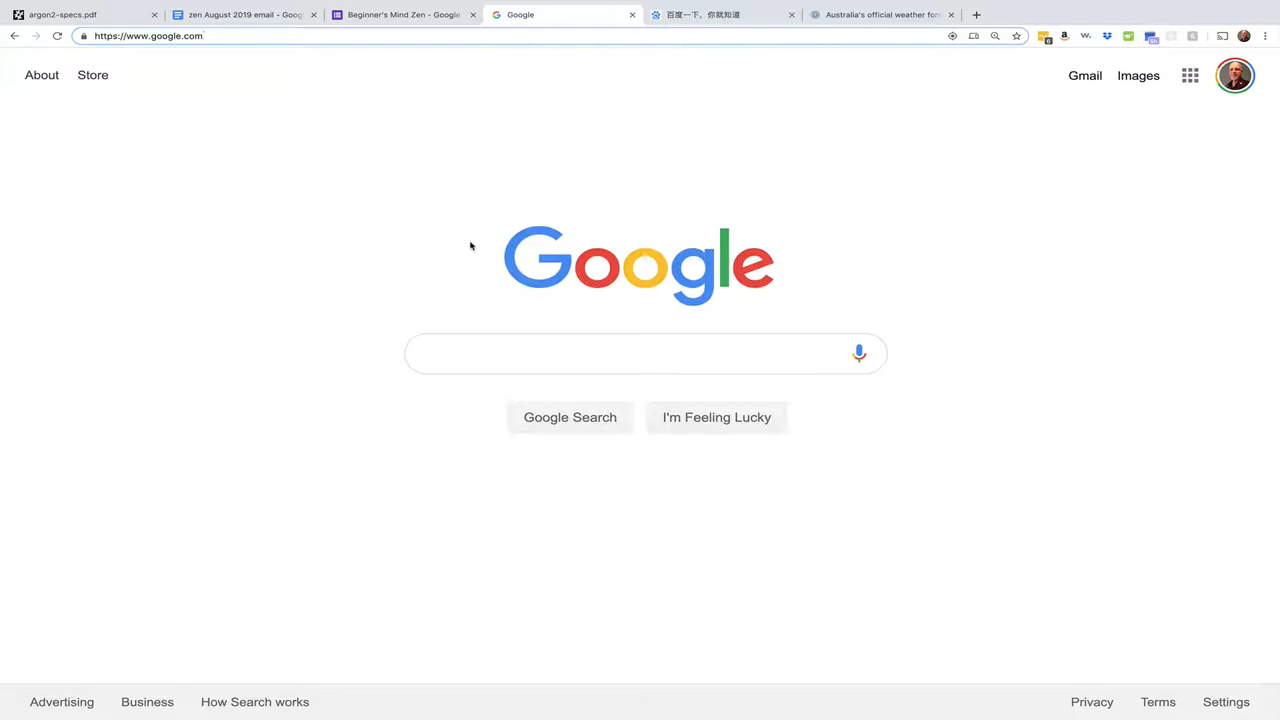 argon2-specs.pdf
zen August 2019 email - Goog
Beginner's Mind Zen - Google
Google
百度一下，你就知道
Australia's official weather fore
https://www.google.com
About
Store
Gmail
Images
Google
Google Search
I'm Feeling Lucky
Advertising
Business
How Search works
Privacy
Terms
Settings